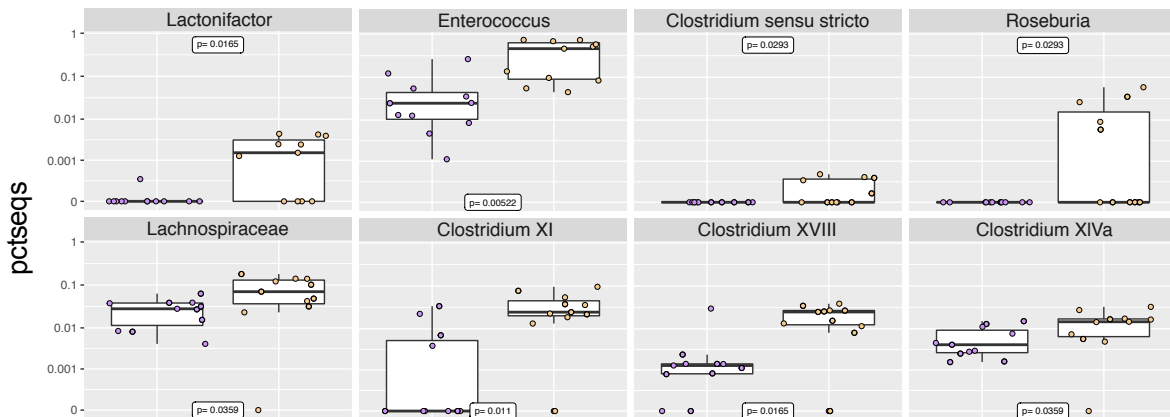 Lactonifactor Enterococcus Clostridium sensu stricto Roseburia
1
0.1
0.01
0.001
0
p= 0.0165
p= 0.00522
p= 0.0293
p= 0.0293
pctseqs
Lachnospiraceae Clostridium XI Clostridium XVIII Clostridium XIVa
1
0.1
0.01
0.001
0
p= 0.0359
p= 0.011
p= 0.0165
p= 0.0359